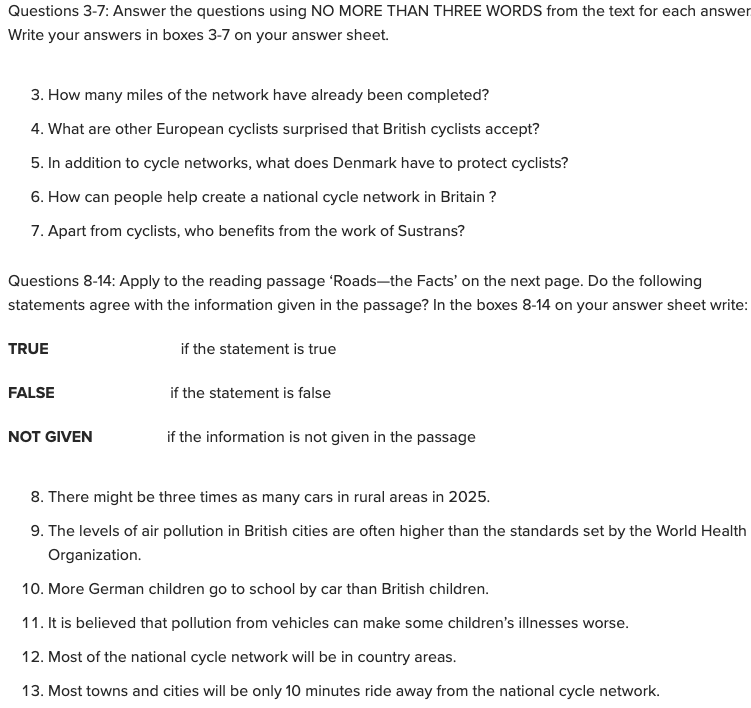 Questions 3-7: Answer the questions using NO MORE THAN THREE WORDS from the text for each answer
Write your answers in boxes 3-7 on your answer sheet.
3. How many miles of the network have already been completed?
4. What are other European cyclists surprised that British cyclists accept?
5. In addition to cycle networks, what does Denmark have to protect cyclists?
6. How can people help create a national cycle network in Britain ?
7. Apart from cyclists, who benefits from the work of Sustrans?
Questions 8-14: Apply to the reading passage ‘Roads—the Facts’ on the next page. Do the following
statements agree with the information given in the passage? In the boxes 8-14 on your answer sheet write:
TRUE if the statement is true
FALSE if the statement is false
NOT GIVEN if the information is not given in the passage
8. There might be three times as many cars in rural areas in 2025.
9. The levels of air pollution in British cities are often higher than the standards set by the World Health
Organization.
10. More German children go to school by car than British children.
11. It is believed that pollution from vehicles can make some children’s illnesses worse.
12. Most of the national cycle network will be in country areas.
13. Most towns and cities will be only 10 minutes ride away from the national cycle network.